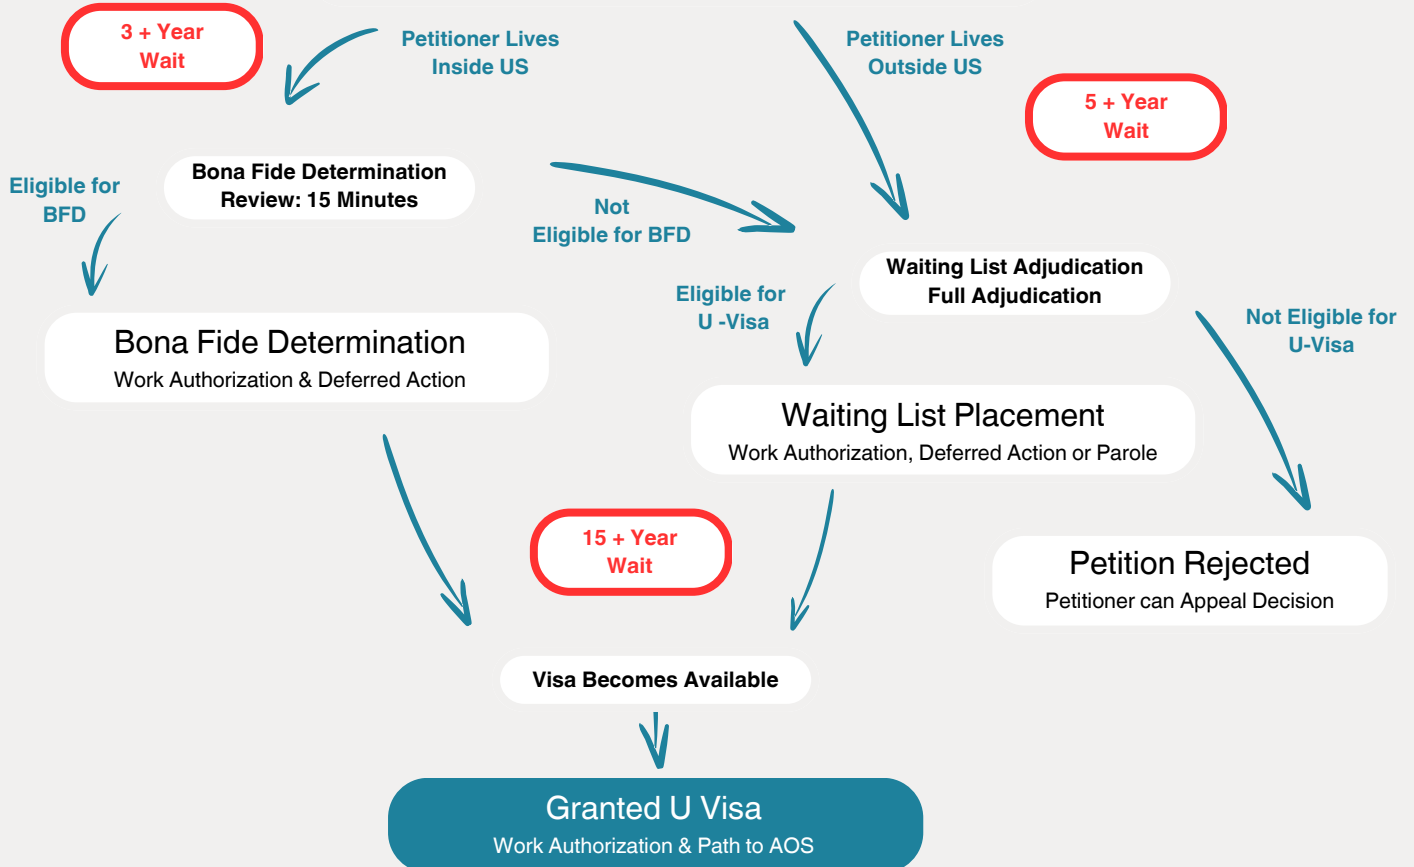 3 + Year
Wait
Petitioner Lives
Inside US
Petitioner Lives
Outside US
5 + Year
Wait
Bona Fide Determination
Review: 15 Minutes
Eligible for
BFD
Not
Eligible for BFD
Waiting List Adjudication
Full Adjudication
Eligible for
U -Visa
Not Eligible for
U-Visa
Bona Fide Determination
Work Authorization & Deferred Action
Waiting List Placement
Work Authorization, Deferred Action or Parole
15 + Year
Wait
Petition Rejected
Petitioner can Appeal Decision
Visa Becomes Available
Granted U Visa
Work Authorization & Path to AOS